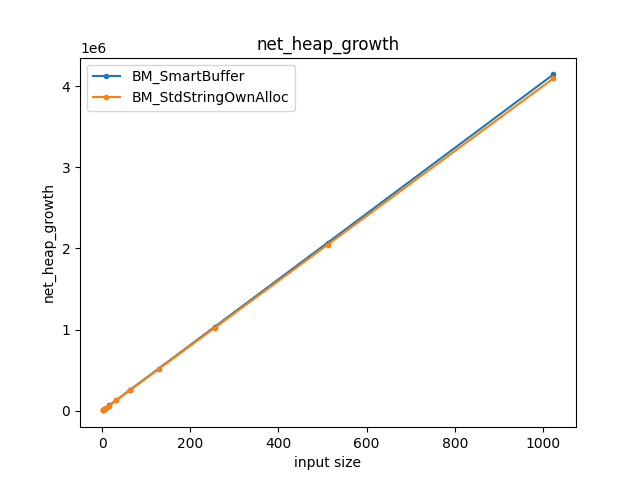 net_heap_growth
1e6
BM_SmartBuffer
BM_StdStringOwnAlloc
4
3
2
1
0
net_heap_growth
0 200 400 600 800 1000
input size